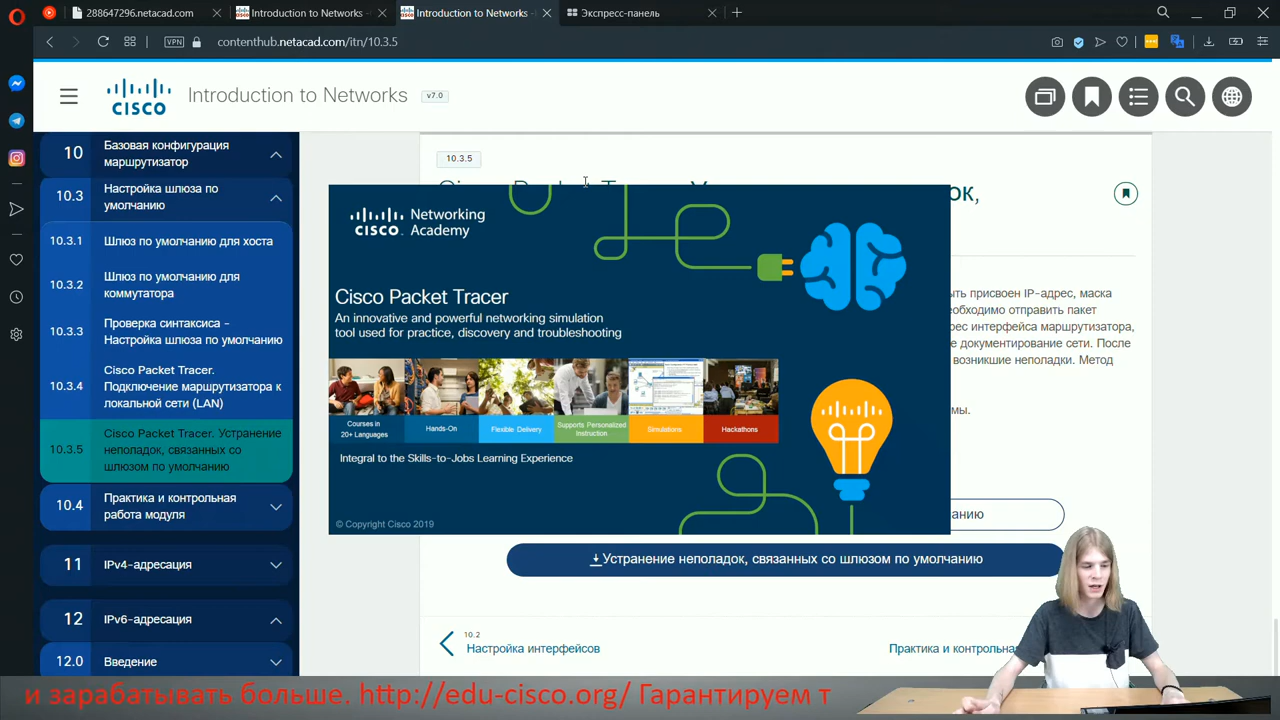 288647296.netacad.com
Introduction to Networks -
Introduction to Networks -
Экспресс-панель
VPN
contenthub.netacad.com/itn/10.3.5
CISCO
Introduction to Networks
v7.0
10
Базовая конфигурация
маршрутизатор
10.3
Настройка шлюза по
умолчанию
10.3.1
Шлюз по умолчанию для хоста
10.3.2
Шлюз по умолчанию для
коммутатора
10.3.3
Проверка синтаксиса -
Настройка шлюза по умолчанию
10.3.4
Cisco Packet Tracer.
Подключение маршрутизатора к
локальной сети (LAN)
10.3.5
Cisco Packet Tracer. Устранение
неполадок, связанных со
шлюзом по умолчанию
10.4
Практика и контрольная
работа модуля
11
IPv4-адресация
12
IPv6-адресация
12.0
Введение
10.3.5
ок,
CISCO
Networking
Academy
Cisco Packet Tracer
An innovative and powerful networking simulation
tool used for practice, discovery and troubleshooting
Courses in
20+ Languages
Hands-On
Flexible Delivery
Supports Personalized
Instruction
Simulations
Hackathons
Integral to the Skills-to-Jobs Learning Experience
© Copyright Cisco 2019
ыть присвоен IP-адрес, маска
еобходимо отправить пакет
рес интерфейса маршрутизатора,
е документирование сети. После
возникшие неполадки. Метод
мы.
анию
Устранение неполадок, связанных со шлюзом по умолчанию
10.2
Настройка интерфейсов
Практика и контрольна
и зарабатывать больше. http://edu-cisco.org/ Гарантируем т